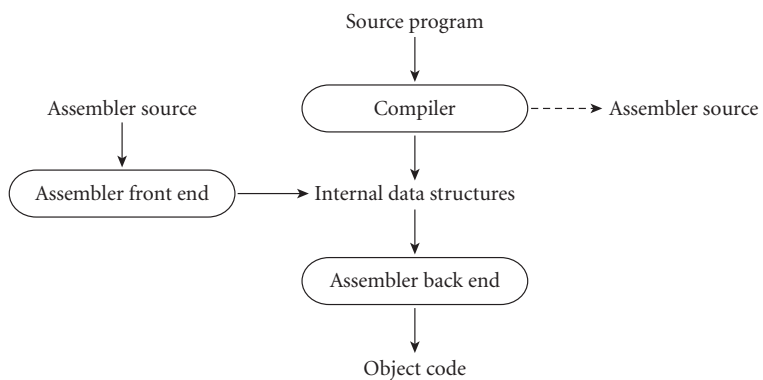 Source program
Assembler source
Compiler
Assembler source
Assembler front end
Internal data structures
Assembler back end
Object code